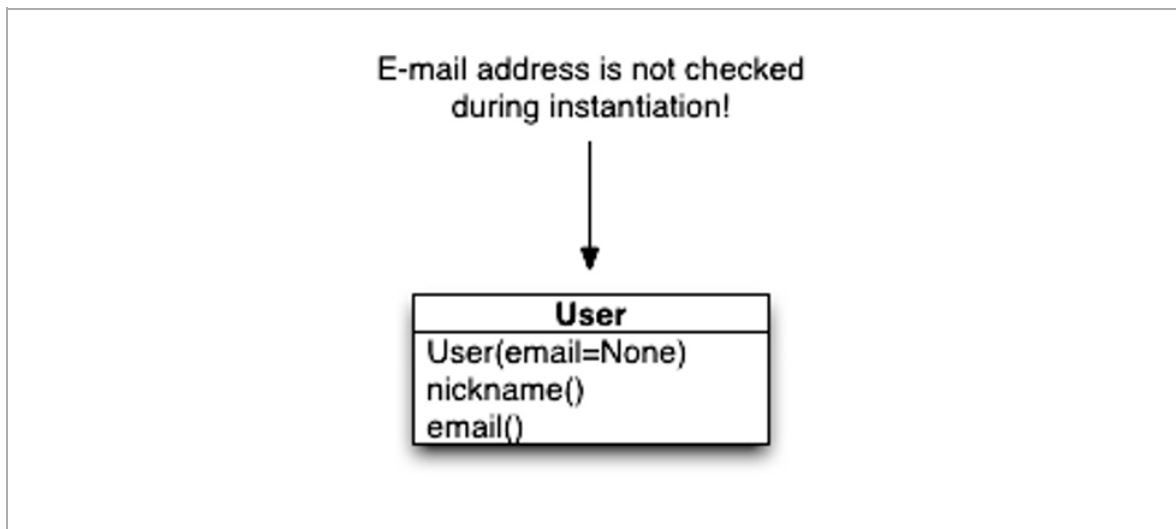 E-mail address is not checked
during instantiation!
User
User(email=None)
nickname()
email()